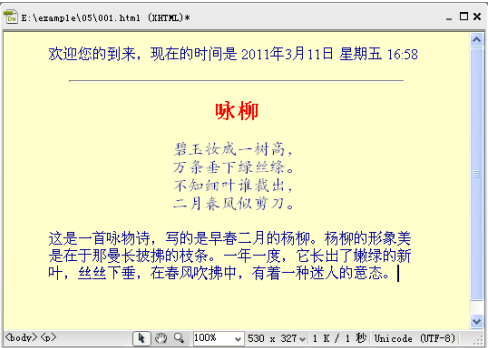 E:\example\05\001.html (XHTML)*
欢迎您的到来，现在的时间是 2011年3月11日 星期五 16:58
咏柳
碧玉妆成一树高，
万条垂下绿丝绦。
不知细叶谁裁出，
二月春风似剪刀。
这是一首咏物诗，写的是早春二月的杨柳。杨柳的形象美
是在于那曼长披拂的枝条。一年一度，它长出了嫩绿的新
叶，丝丝下垂，在春风吹拂中，有着一种迷人的意态。
<body> <p> 100% 530 x 327 1 K / 1 秒 Unicode (UTF-8)